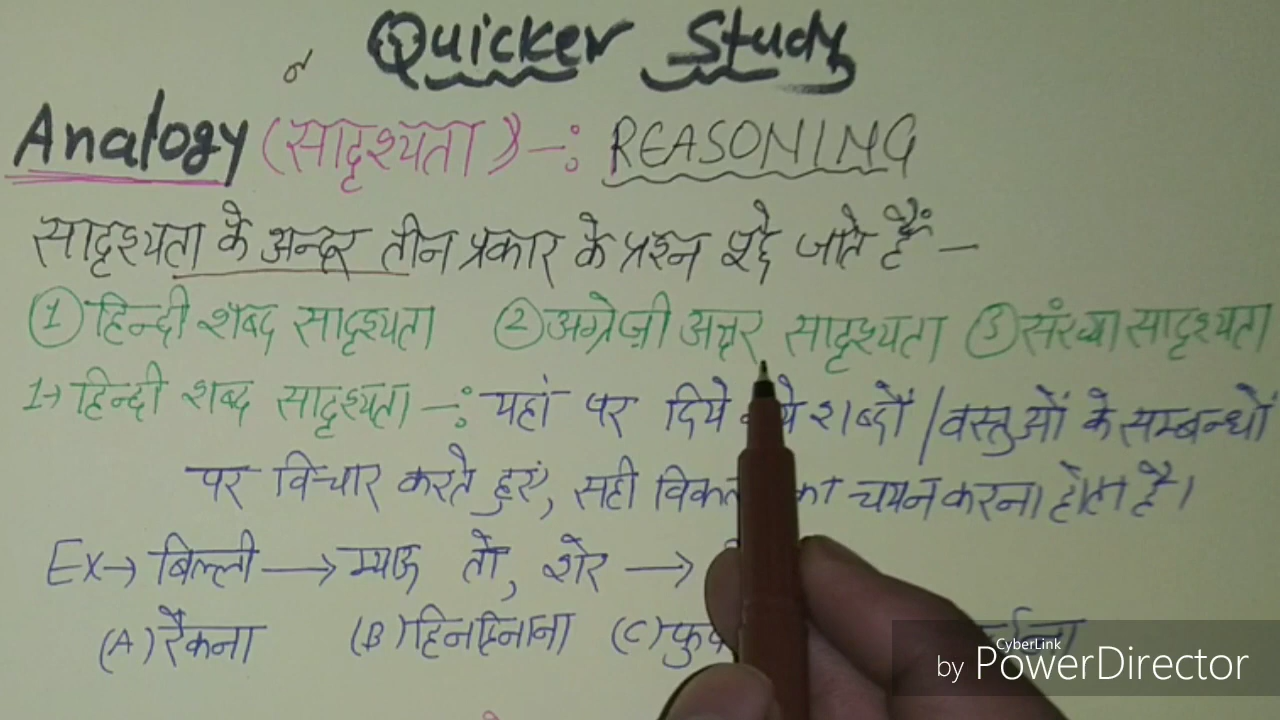 Quicker Study
Analogy (सादृश्यता) -: REASONING
सादृश्यता के अन्दर तीन प्रकार के प्रश्न पूछे जाते हैं -
① हिन्दी शब्द सादृश्यता ② अंग्रेज़ी अक्षर सादृश्यता ③ संख्या सादृश्यता
1→ हिन्दी शब्द सादृश्यता -: यहां पर दिये शब्दों / वस्तुओं के सम्बन्धों
पर विचार करते हुए, सही का चयन करना होता है।
Ex→ बिल्ली → म्याऊ तो, शेर →
(A) रैंकना (B) हिनहिनाना (C)
CyberLink
by PowerDirector